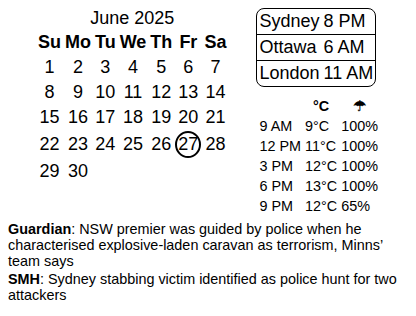 June 2025
Su Mo Tu We Th Fr Sa
1 2 3 4 5 6 7
8 9 10 11 12 13 14
15 16 17 18 19 20 21
22 23 24 25 26 27 28
29 30
Sydney 8 PM
Ottawa 6 AM
London 11 AM
°C ☂
9 AM 9°C 100%
12 PM 11°C 100%
3 PM 12°C 100%
6 PM 13°C 100%
9 PM 12°C 65%
Guardian: NSW premier was guided by police when he
characterised explosive-laden caravan as terrorism, Minns’
team says
SMH: Sydney stabbing victim identified as police hunt for two
attackers